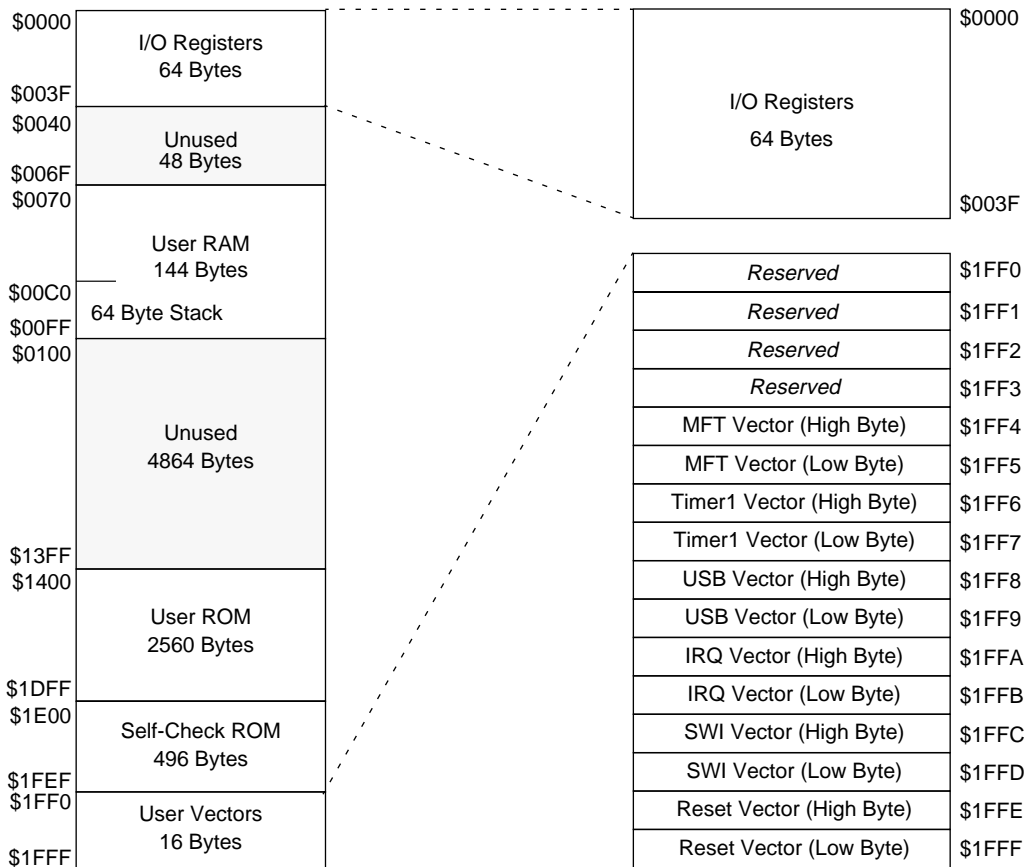 $0000
I/O Registers
64 Bytes
$003F
$0040
Unused
48 Bytes
$006F
$0070
User RAM
144 Bytes
$00C0
64 Byte Stack
$00FF
$0100
Unused
4864 Bytes
$13FF
$1400
User ROM
2560 Bytes
$1DFF
$1E00
Self-Check ROM
496 Bytes
$1FEF
$1FF0
User Vectors
16 Bytes
$1FFF
$0000
I/O Registers
64 Bytes
$003F
Reserved $1FF0
Reserved $1FF1
Reserved $1FF2
Reserved $1FF3
MFT Vector (High Byte) $1FF4
MFT Vector (Low Byte) $1FF5
Timer1 Vector (High Byte) $1FF6
Timer1 Vector (Low Byte) $1FF7
USB Vector (High Byte) $1FF8
USB Vector (Low Byte) $1FF9
IRQ Vector (High Byte) $1FFA
IRQ Vector (Low Byte) $1FFB
SWI Vector (High Byte) $1FFC
SWI Vector (Low Byte) $1FFD
Reset Vector (High Byte) $1FFE
Reset Vector (Low Byte) $1FFF